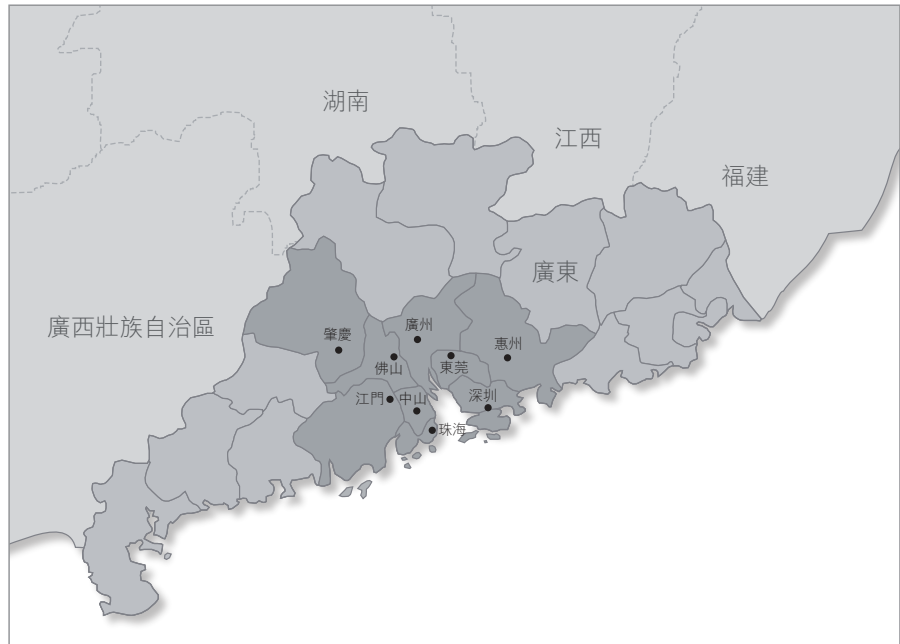 湖南
江西
福建
廣東
廣西壯族自治區
肇慶
廣州
惠州
佛山
東莞
江門
中山
深圳
珠海